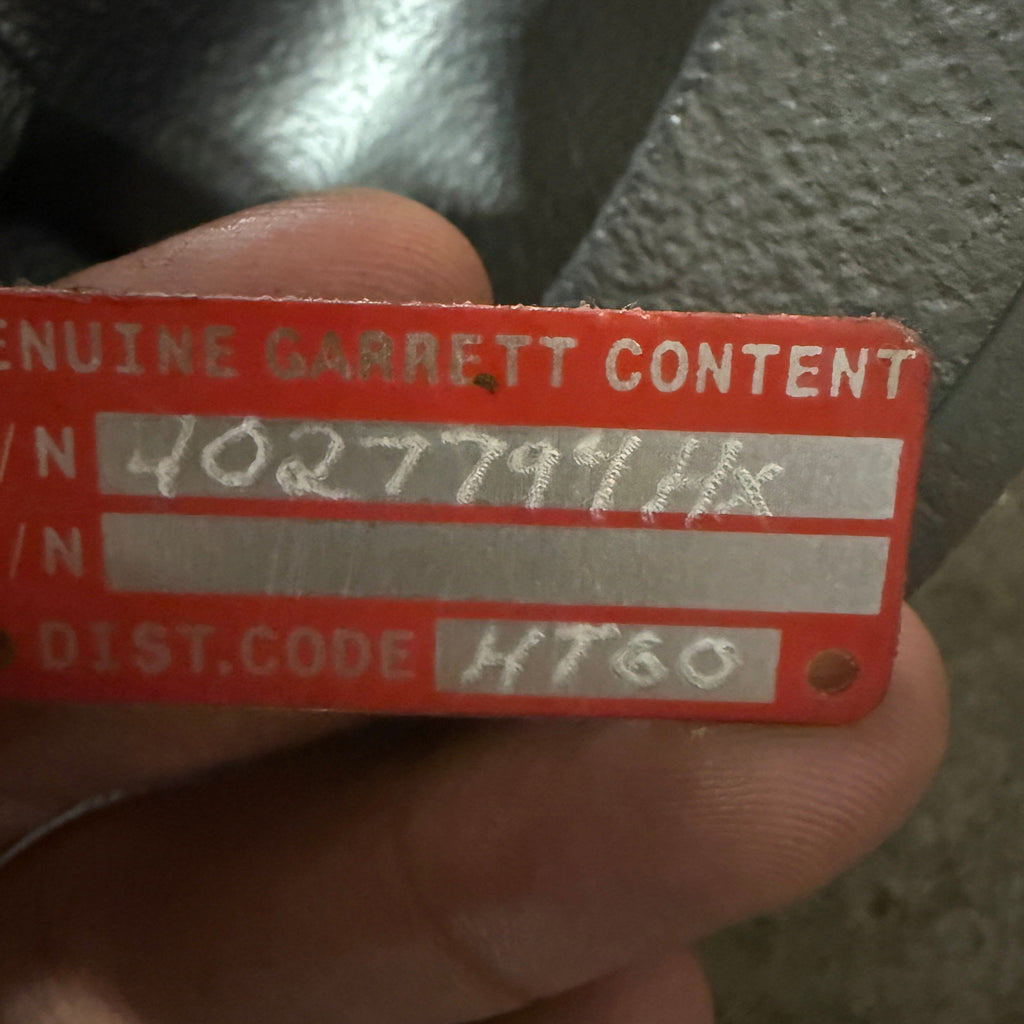 ENUINE GARRETT CONTENT
/N 4027794HX
/N
DIST.CODE HT60